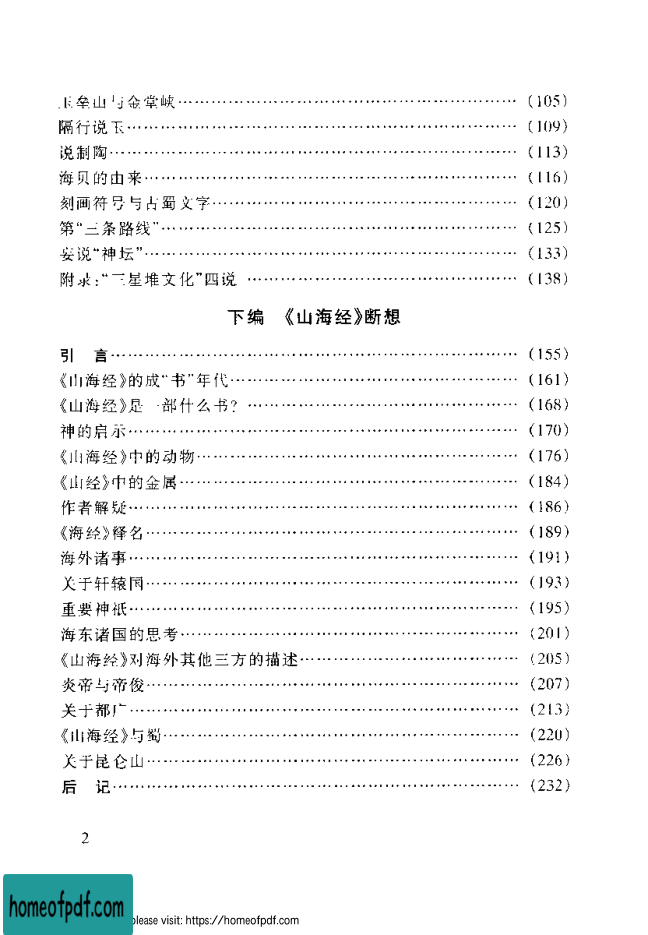 玉垒山与金堂峡……………………………………………………（105）
隔行说玉……………………………………………………………（109）
说制陶………………………………………………………………（113）
海贝的由来…………………………………………………………（116）
刻画符号与古蜀文字………………………………………………（120）
第“三条路线”………………………………………………………（125）
妄说“神坛”…………………………………………………………（133）
附录:“三星堆文化”四说 …………………………………………（138）
下编 《山海经》断想
引 言………………………………………………………………（155）
《山海经》的成“书”年代……………………………………………（161）
《山海经》是一部什么书? …………………………………………（168）
神的启示……………………………………………………………（170）
《山海经》中的动物…………………………………………………（176）
《山经》中的金属……………………………………………………（184）
作者解疑……………………………………………………………（186）
《海经》释名…………………………………………………………（189）
海外诸事……………………………………………………………（191）
关于轩辕国…………………………………………………………（193）
重要神祇……………………………………………………………（195）
海东诸国的思考……………………………………………………（201）
《山海经》对海外其他三方的描述…………………………………（205）
炎帝与帝俊…………………………………………………………（207）
关于都广……………………………………………………………（213）
《山海经》与蜀………………………………………………………（220）
关于昆仑山…………………………………………………………（226）
后 记………………………………………………………………（232）
2
homeofpdf.com
please visit: https://homeofpdf.com